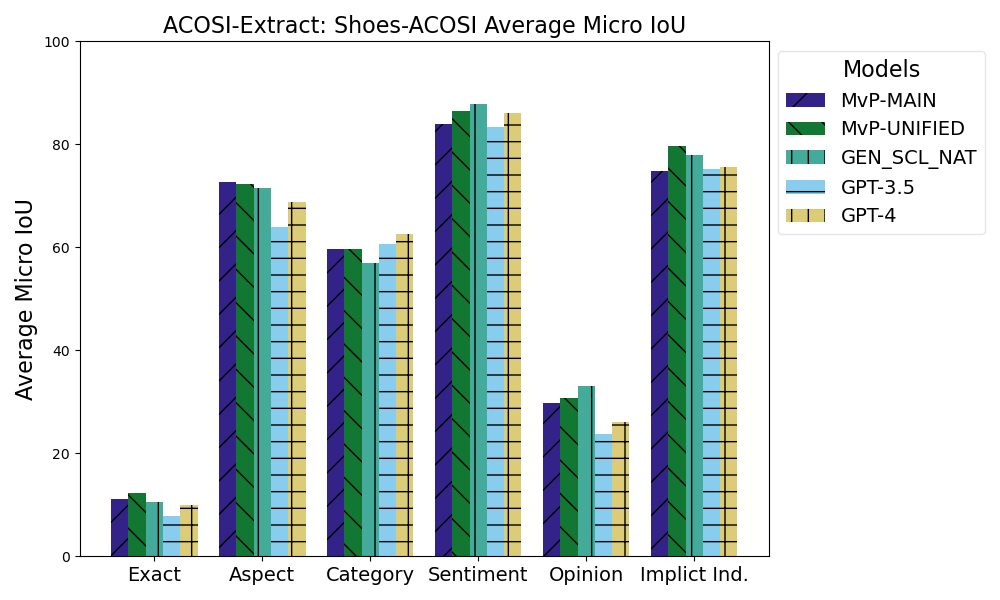 ACOSI-Extract: Shoes-ACOSI Average Micro IoU
Average Micro IoU
100
80
60
40
20
0
Exact
Aspect
Category
Sentiment
Opinion
Implict Ind.
Models
MvP-MAIN
MvP-UNIFIED
GEN_SCL_NAT
GPT-3.5
GPT-4